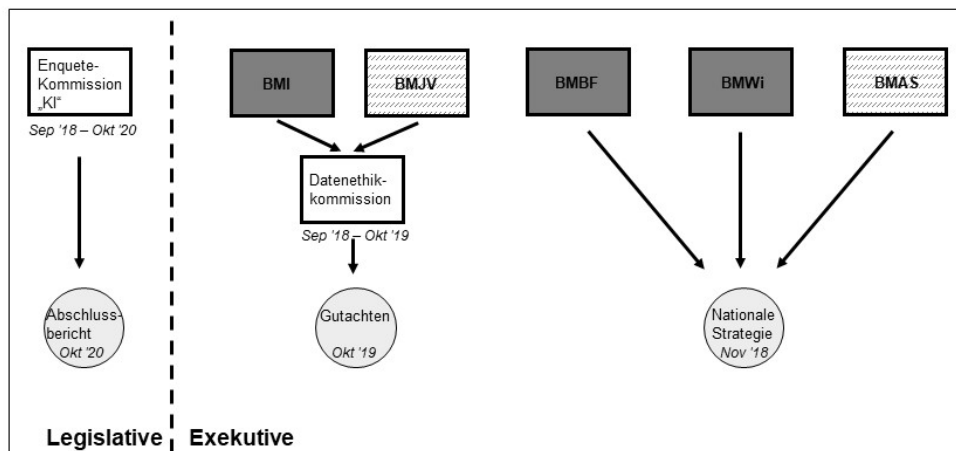 Enquete-
Kommission
„KI“
Sep '18 – Okt '20
BMI
BMJV
BMBF
BMWi
BMAS
Datenethik-
kommission
Sep '18 – Okt '19
Abschluss-
bericht
Okt '20
Gutachten
Okt '19
Nationale
Strategie
Nov '18
Legislative
Exekutive